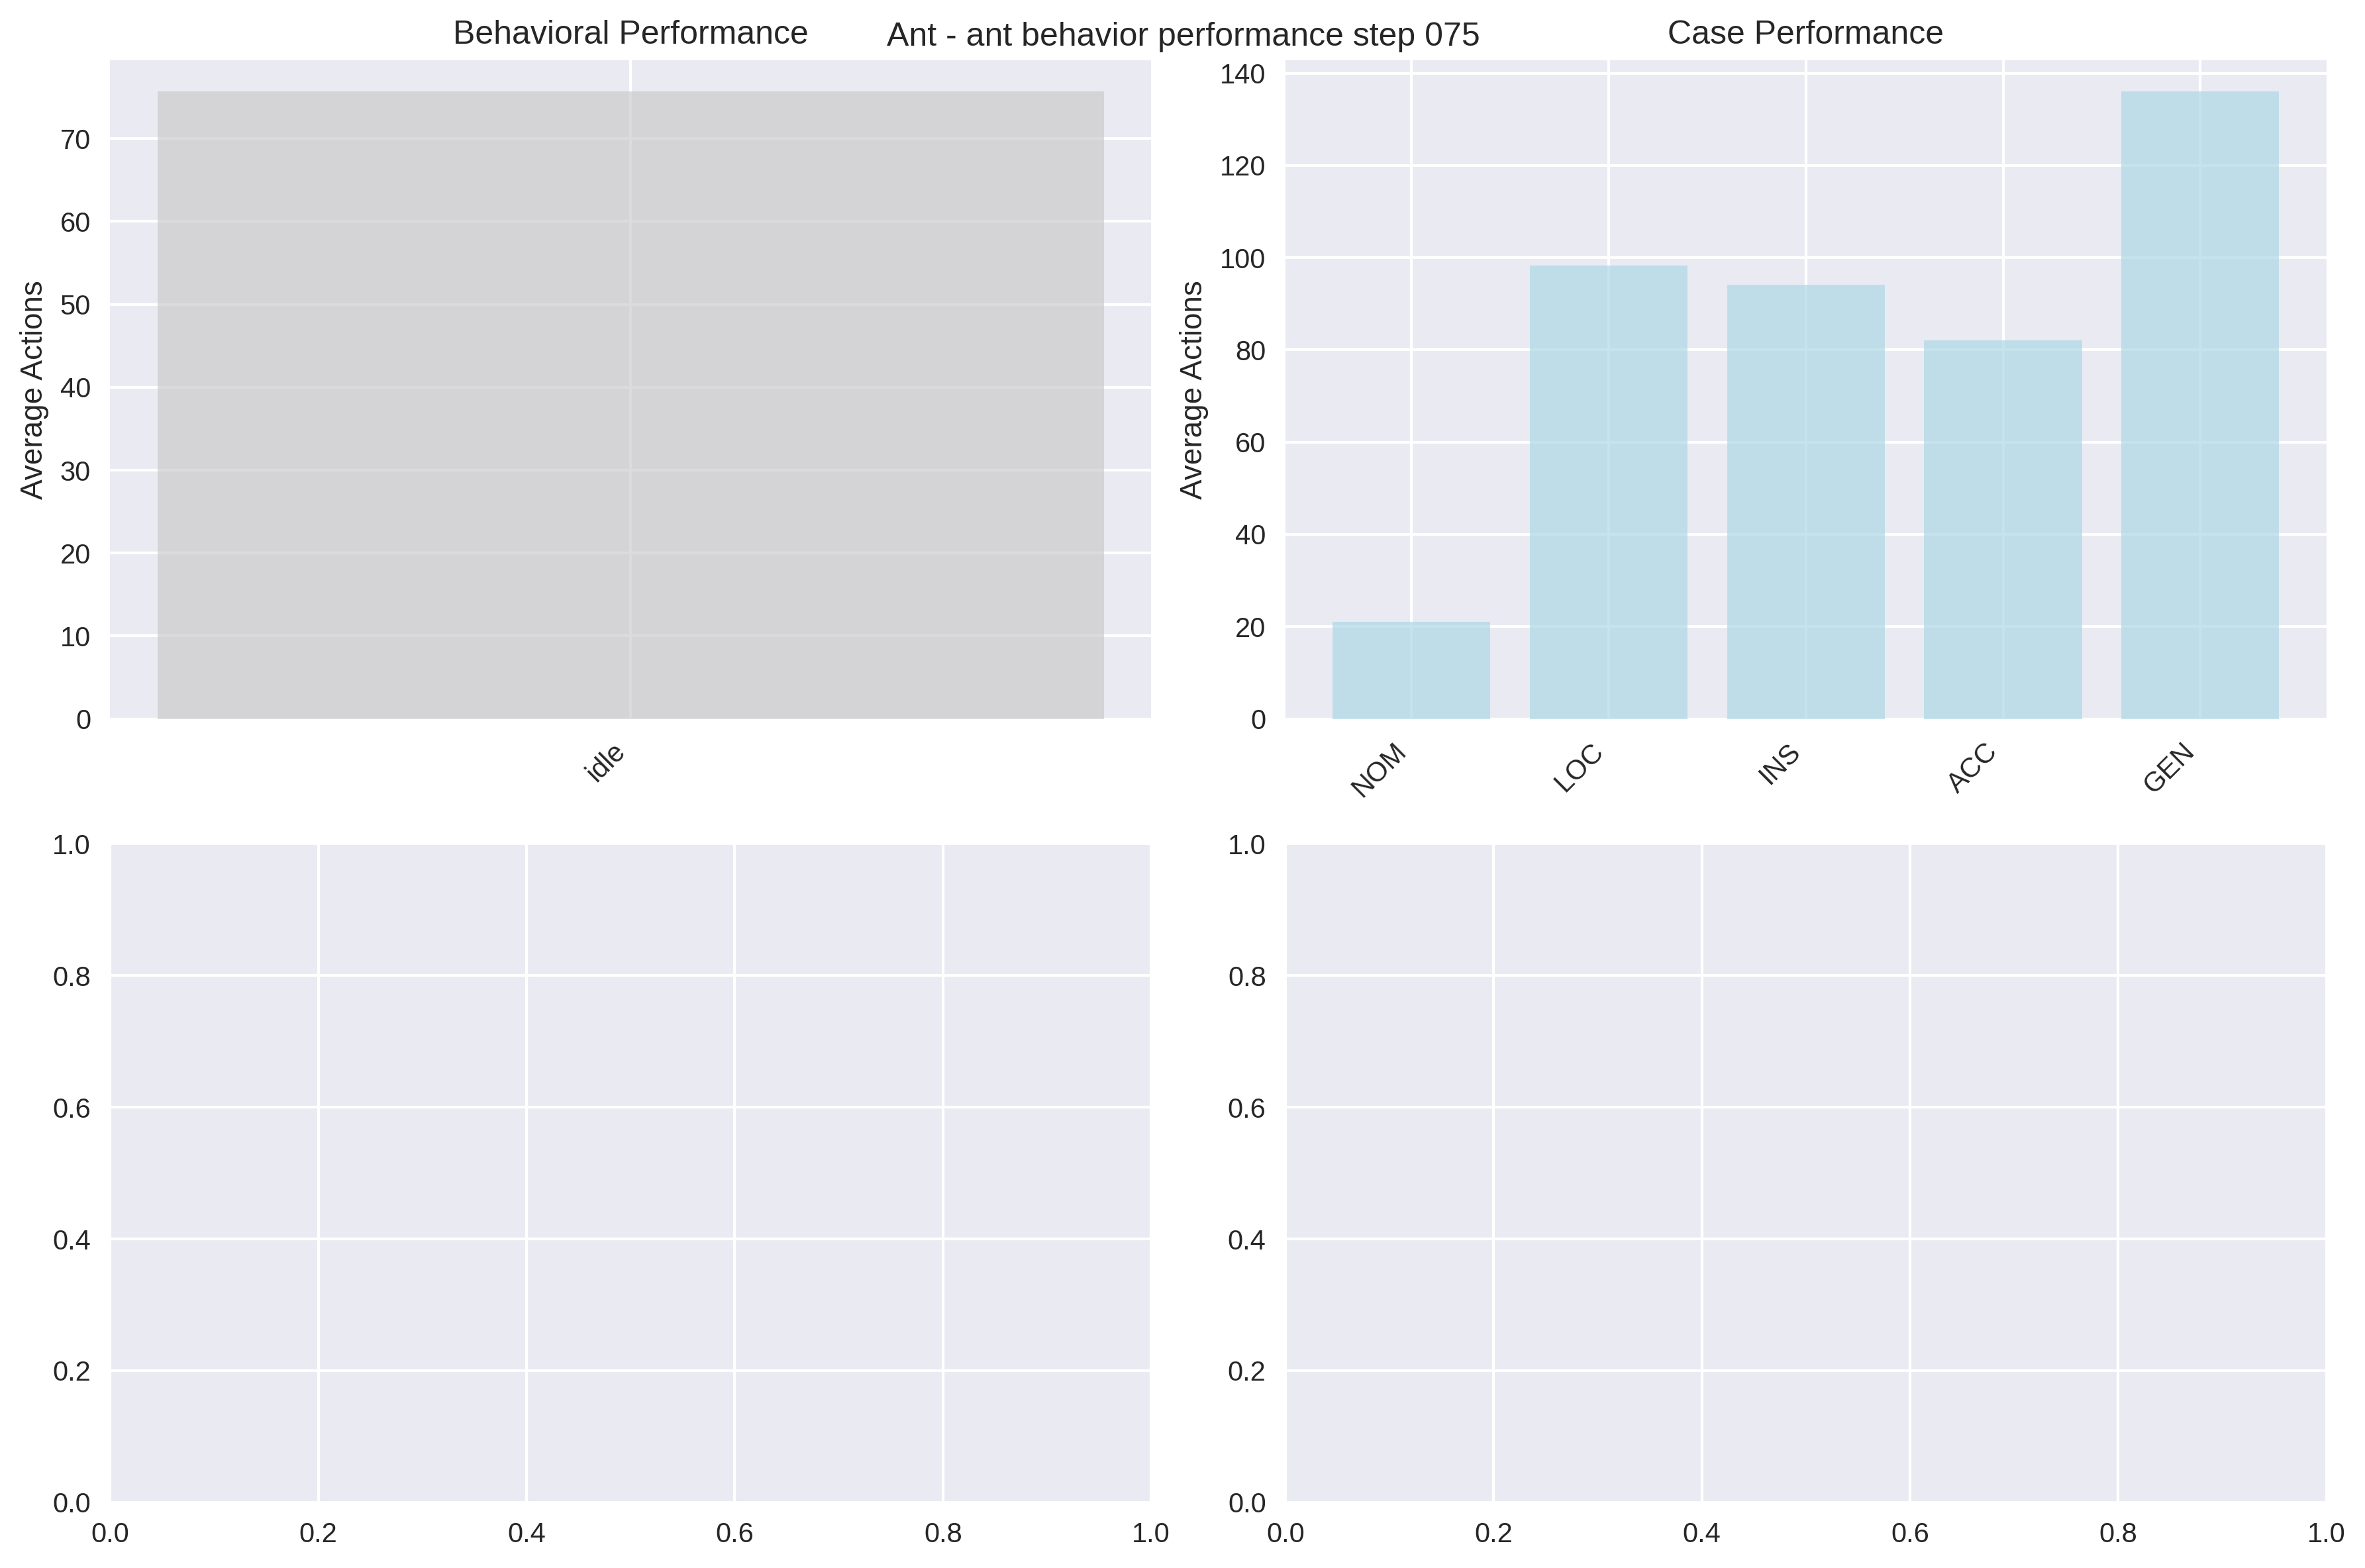 Behavioral Performance
Ant - ant behavior performance step 075
Case Performance
Average Actions
70
60
50
40
30
20
10
0
idle
Average Actions
140
120
100
80
60
40
20
0
NOM
LOC
INS
ACC
GEN
1.0
0.8
0.6
0.4
0.2
0.0
0.0 0.2 0.4 0.6 0.8 1.0
1.0
0.8
0.6
0.4
0.2
0.0
0.0 0.2 0.4 0.6 0.8 1.0